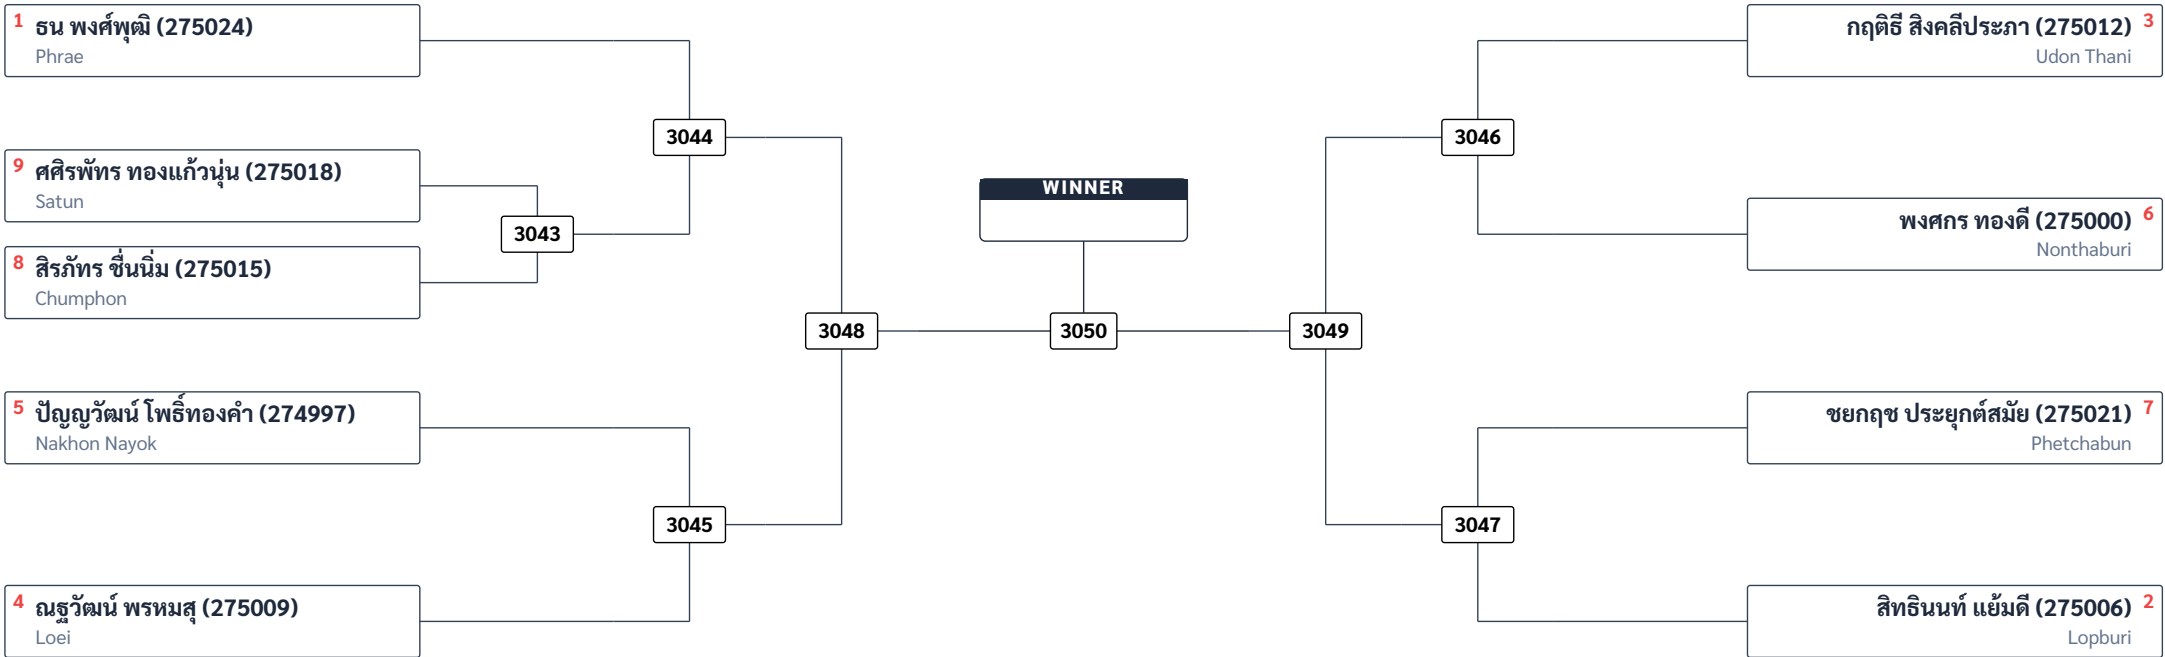 1 ธน พงศ์พุฒิ (275024)
Phrae
9 ศศิรพัทร ทองแก้วนุ่น (275018)
Satun
8 สิรภัทร ชื่นนิ่ม (275015)
Chumphon
5 ปัญญวัฒน์ โพธิ์ทองคำ (274997)
Nakhon Nayok
4 ณฐวัฒน์ พรหมสุ (275009)
Loei
3043
3044
3045
3048
WINNER
3050
3049
3046
3047
กฤติธี สิงคลีประภา (275012) 3
Udon Thani
พงศกร ทองดี (275000) 6
Nonthaburi
ชยกฤช ประยุกต์สมัย (275021) 7
Phetchabun
สิทธินนท์ แย้มดี (275006) 2
Lopburi